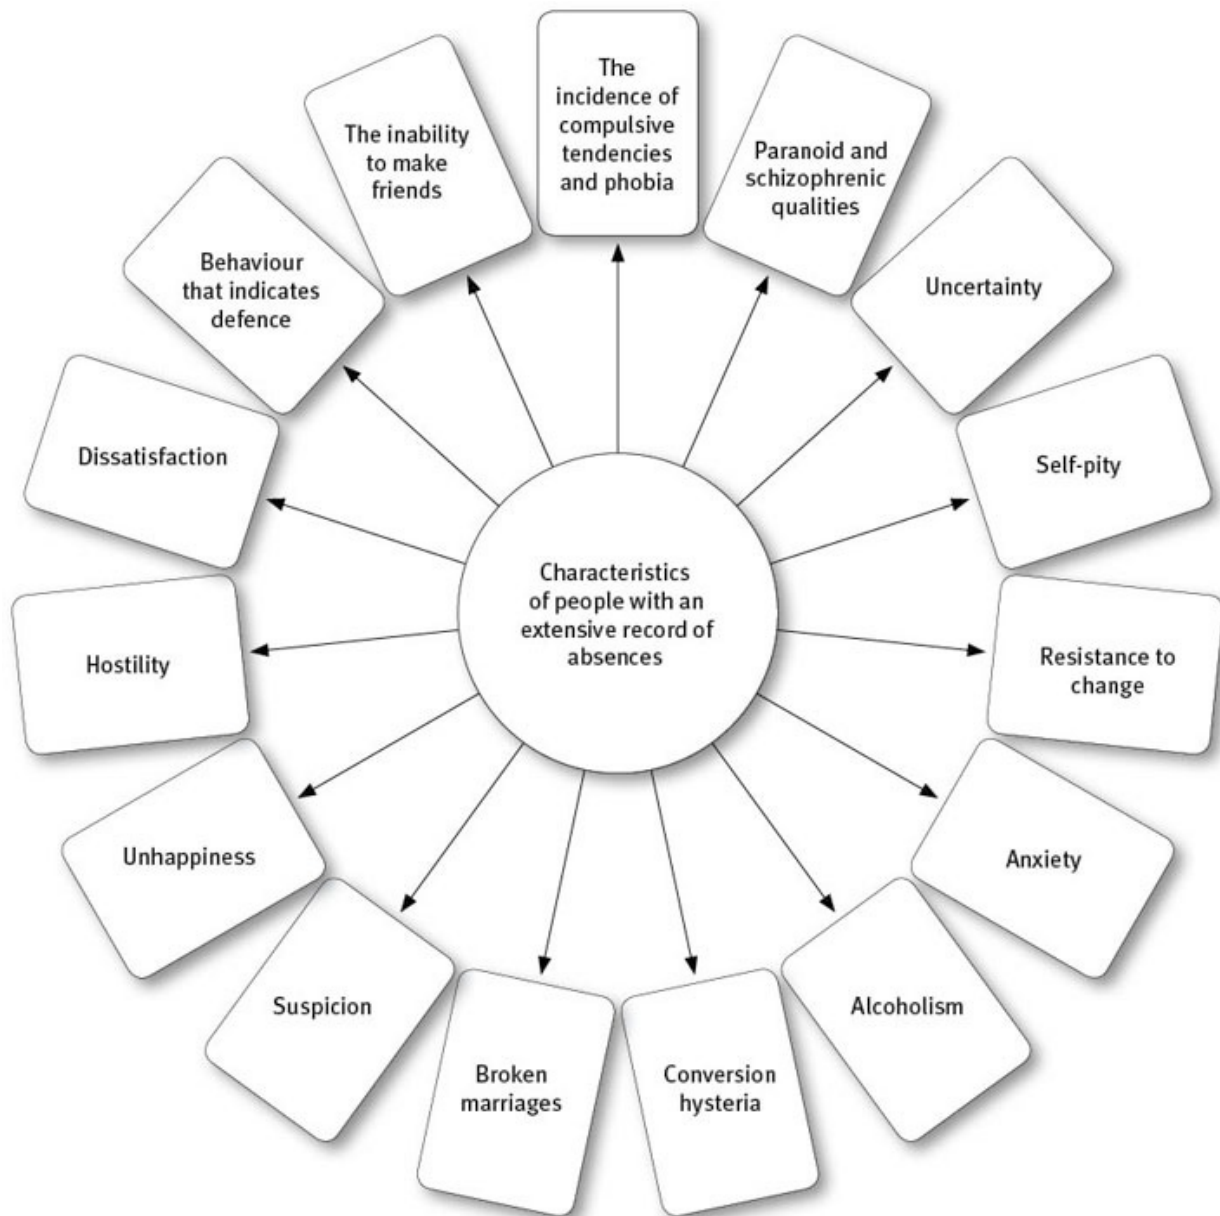 The
incidence of
compulsive
tendencies
and phobia
Paranoid and
schizophrenic
qualities
Uncertainty
Self-pity
Resistance to
change
Anxiety
Alcoholism
Conversion
hysteria
Broken
marriages
Suspicion
Unhappiness
Hostility
Dissatisfaction
Behaviour
that indicates
defence
The inability
to make
friends
Characteristics
of people with an
extensive record of
absences